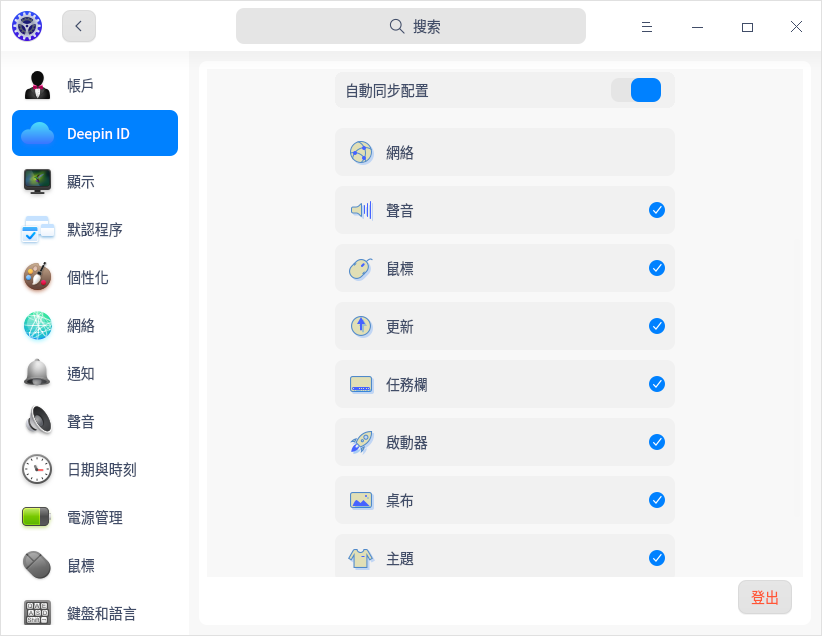 搜索
帳戶
Deepin ID
顯示
默認程序
個性化
網絡
通知
聲音
日期與時刻
電源管理
鼠標
鍵盤和語言
自動同步配置
網絡
聲音
鼠標
更新
任務欄
啟動器
桌布
主題
登出